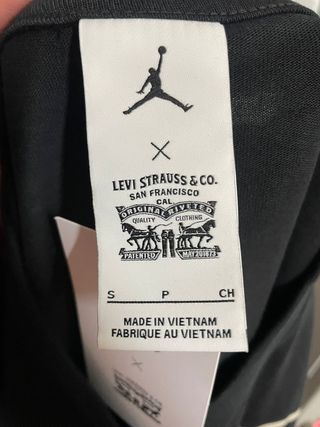 ×
LEVI STRAUSS & CO.
SAN FRANCISCO
CAL
ORIGINAL RIVETED
QUALITY CLOTHING
PATENTED MAY 20 1873
S P CH
MADE IN VIETNAM
FABRIQUÉ AU VIETNAM